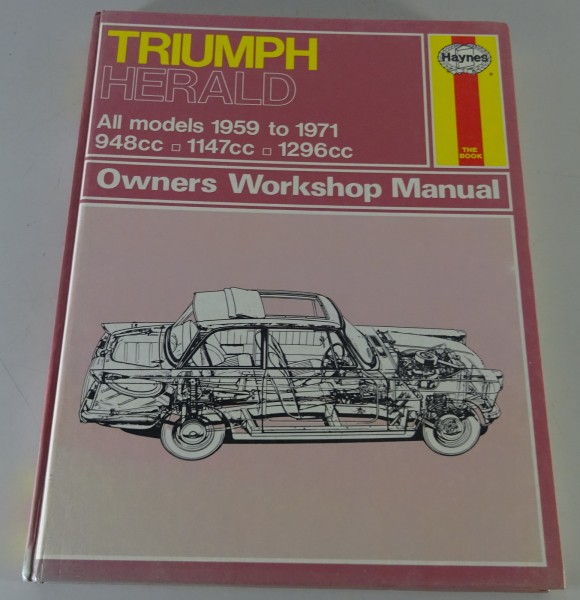 TRIUMPH
HERALD
All models 1959 to 1971
948cc □ 1147cc □ 1296cc
Haynes
THE
BOOK
Owners Workshop Manual